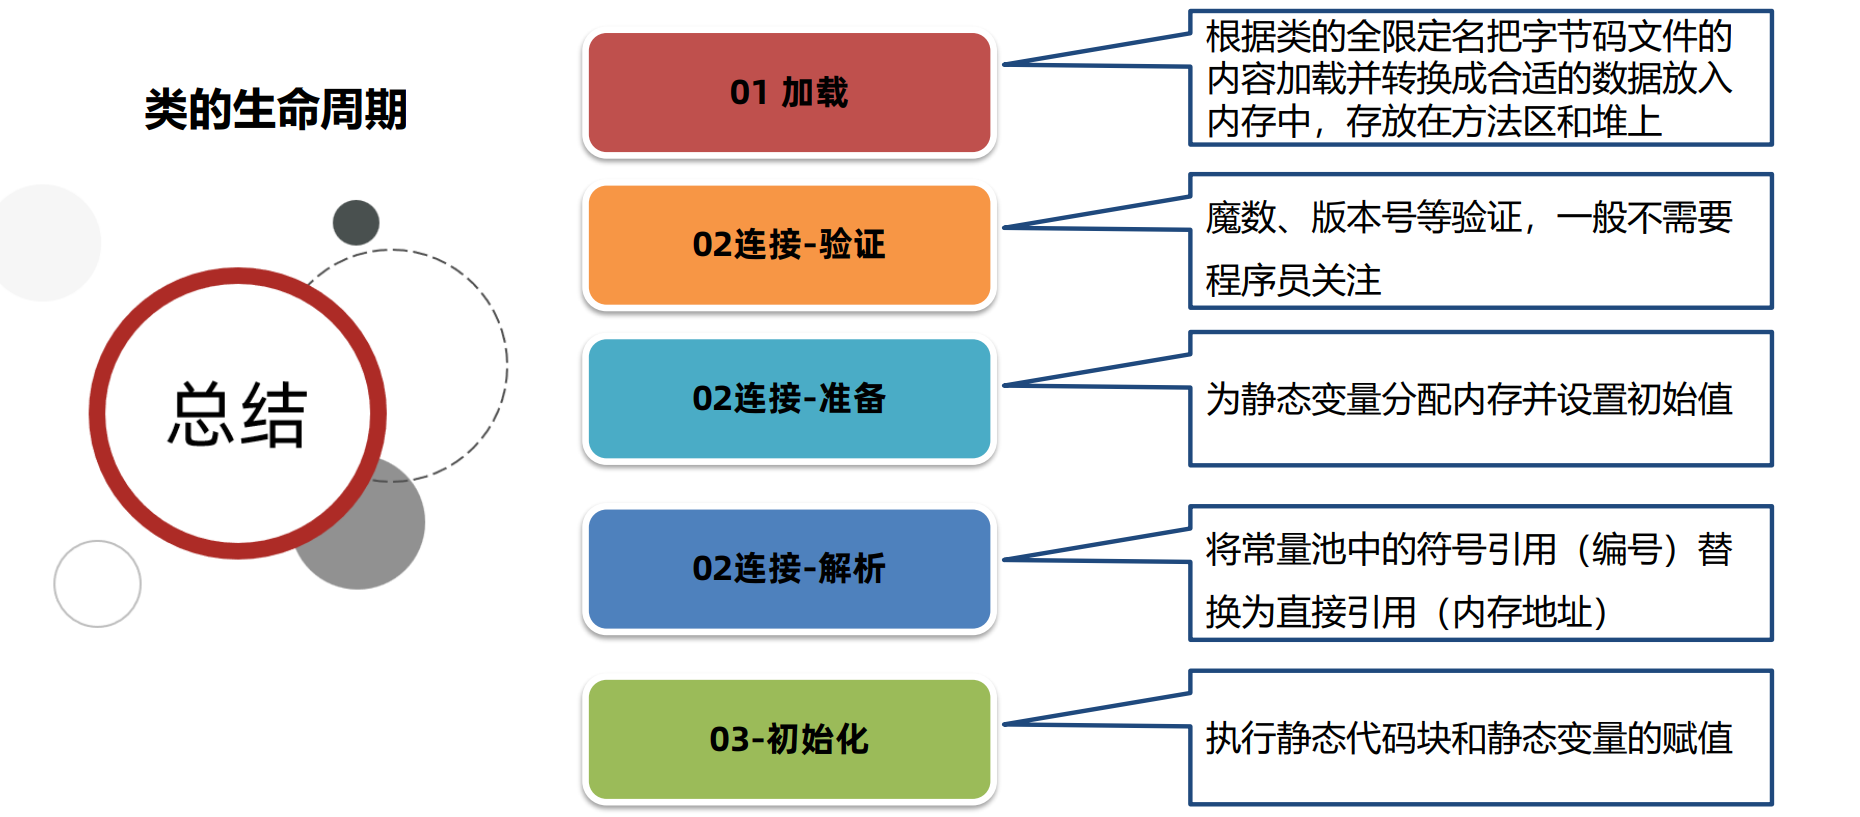 类的生命周期
总结
01 加载
根据类的全限定名把字节码文件的
内容加载并转换成合适的数据放入
内存中，存放在方法区和堆上
02连接-验证
魔数、版本号等验证，一般不需要
程序员关注
02连接-准备
为静态变量分配内存并设置初始值
02连接-解析
将常量池中的符号引用（编号）替
换为直接引用（内存地址）
03-初始化
执行静态代码块和静态变量的赋值